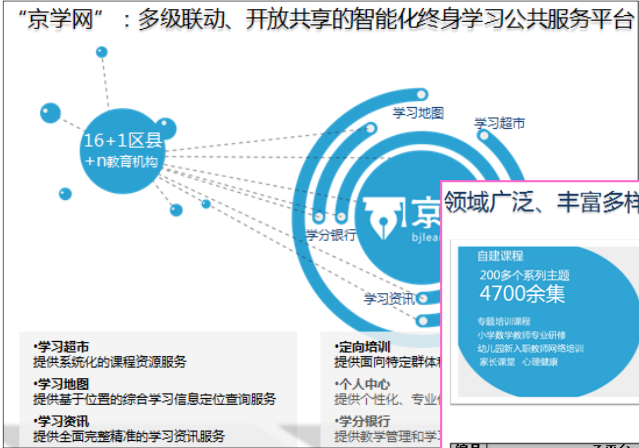 “京学网”：多级联动、开放共享的智能化终身学习公共服务平台
学习地图
学习超市
16+1区县
+n教育机构
京
bjlea
学分银行
学习资讯
领域广泛、丰富多样
自建课程
200多个系列主题
4700余集
专题培训课程
小学数学教师专业研修
幼儿园新入职教师网络培训
家长课堂 心理健康
·学习超市
提供系统化的课程资源服务
·学习地图
提供基于位置的综合学习信息定位查询服务
·学习资讯
提供全面完整精准的学习资讯服务
·定向培训
提供面向特定群体
·个人中心
提供个性化、专业
·学分银行
提供教学管理和学